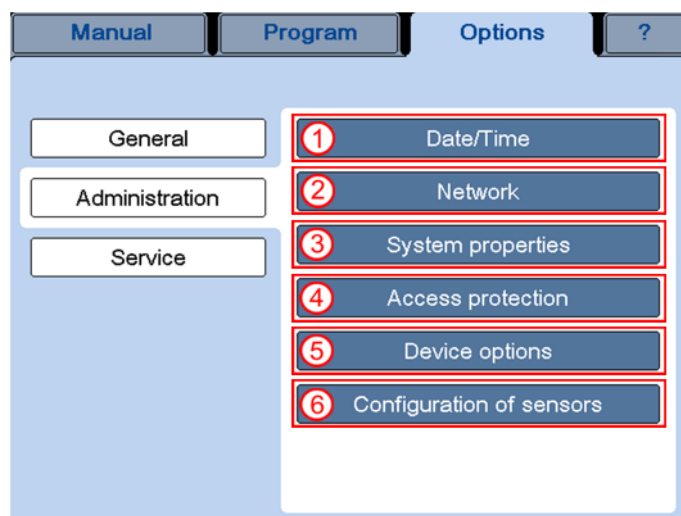 Manual Program Options ?
General
Administration
Service
1 Date/Time
2 Network
3 System properties
4 Access protection
5 Device options
6 Configuration of sensors